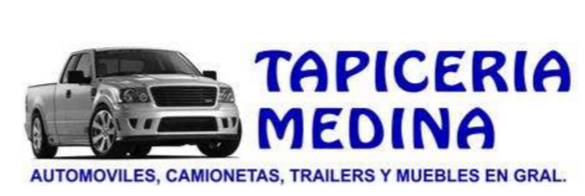 TAPICERIA
MEDINA
AUTOMOVILES, CAMIONETAS, TRAILERS Y MUEBLES EN GRAL.